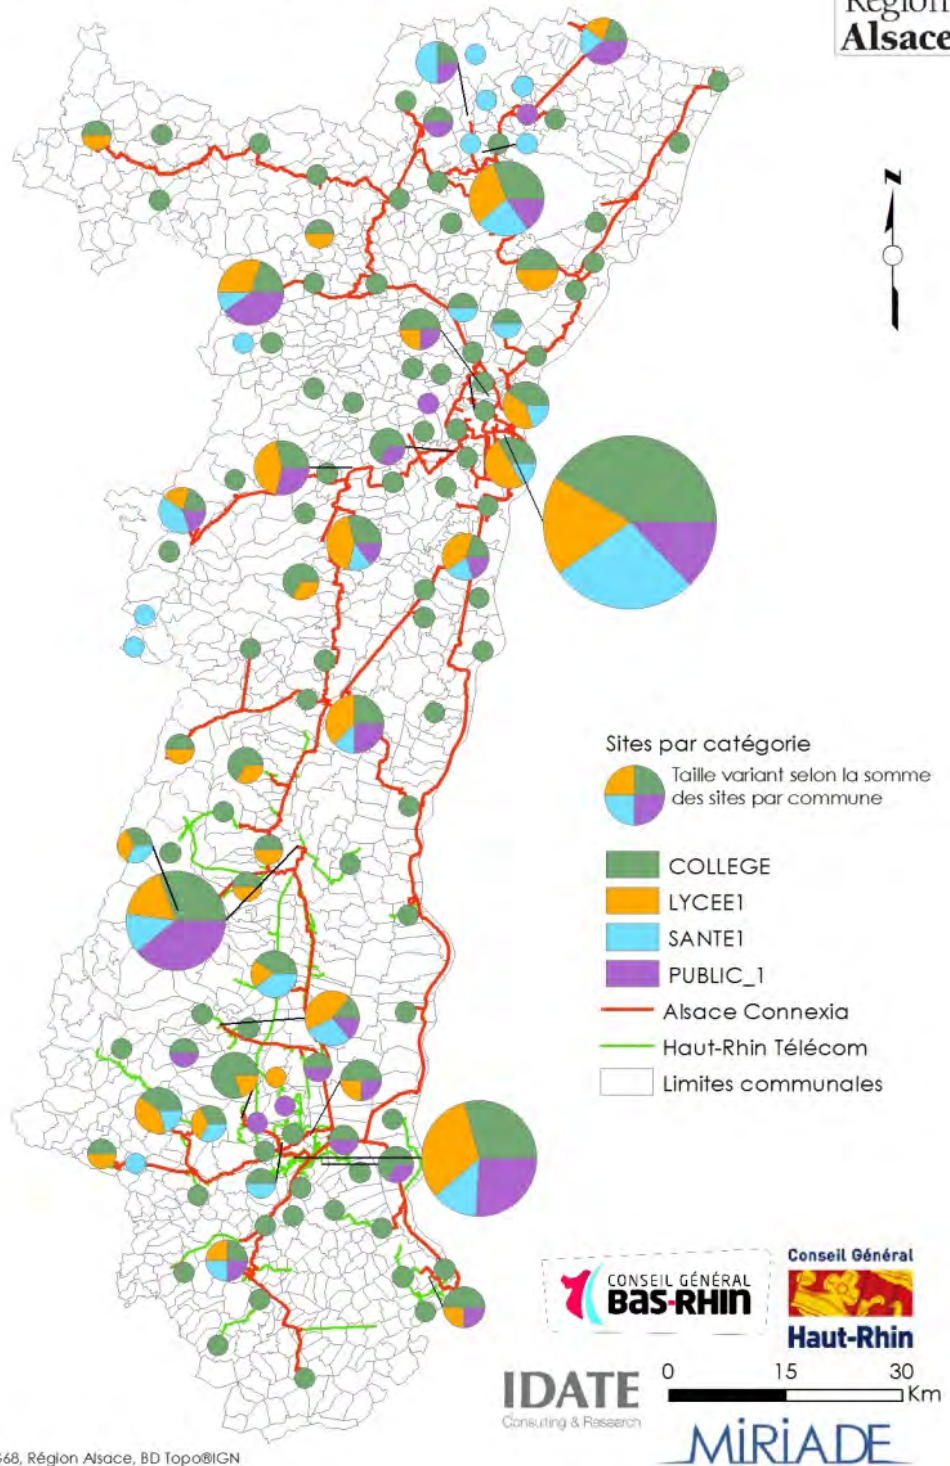 Région
Alsace
N
Sites par catégorie
Taille variant selon la somme
des sites par commune
COLLEGE
LYCEE1
SANTE1
PUBLIC_1
Alsace Connexia
Haut-Rhin Télécom
Limites communales
CONSEIL GÉNÉRAL
BAS-RHIN
Conseil Général
Haut-Rhin
IDATE
Consulting & Research
0 15 30
Km
MiRiADE
G68, Région Alsace, BD Topo®IGN